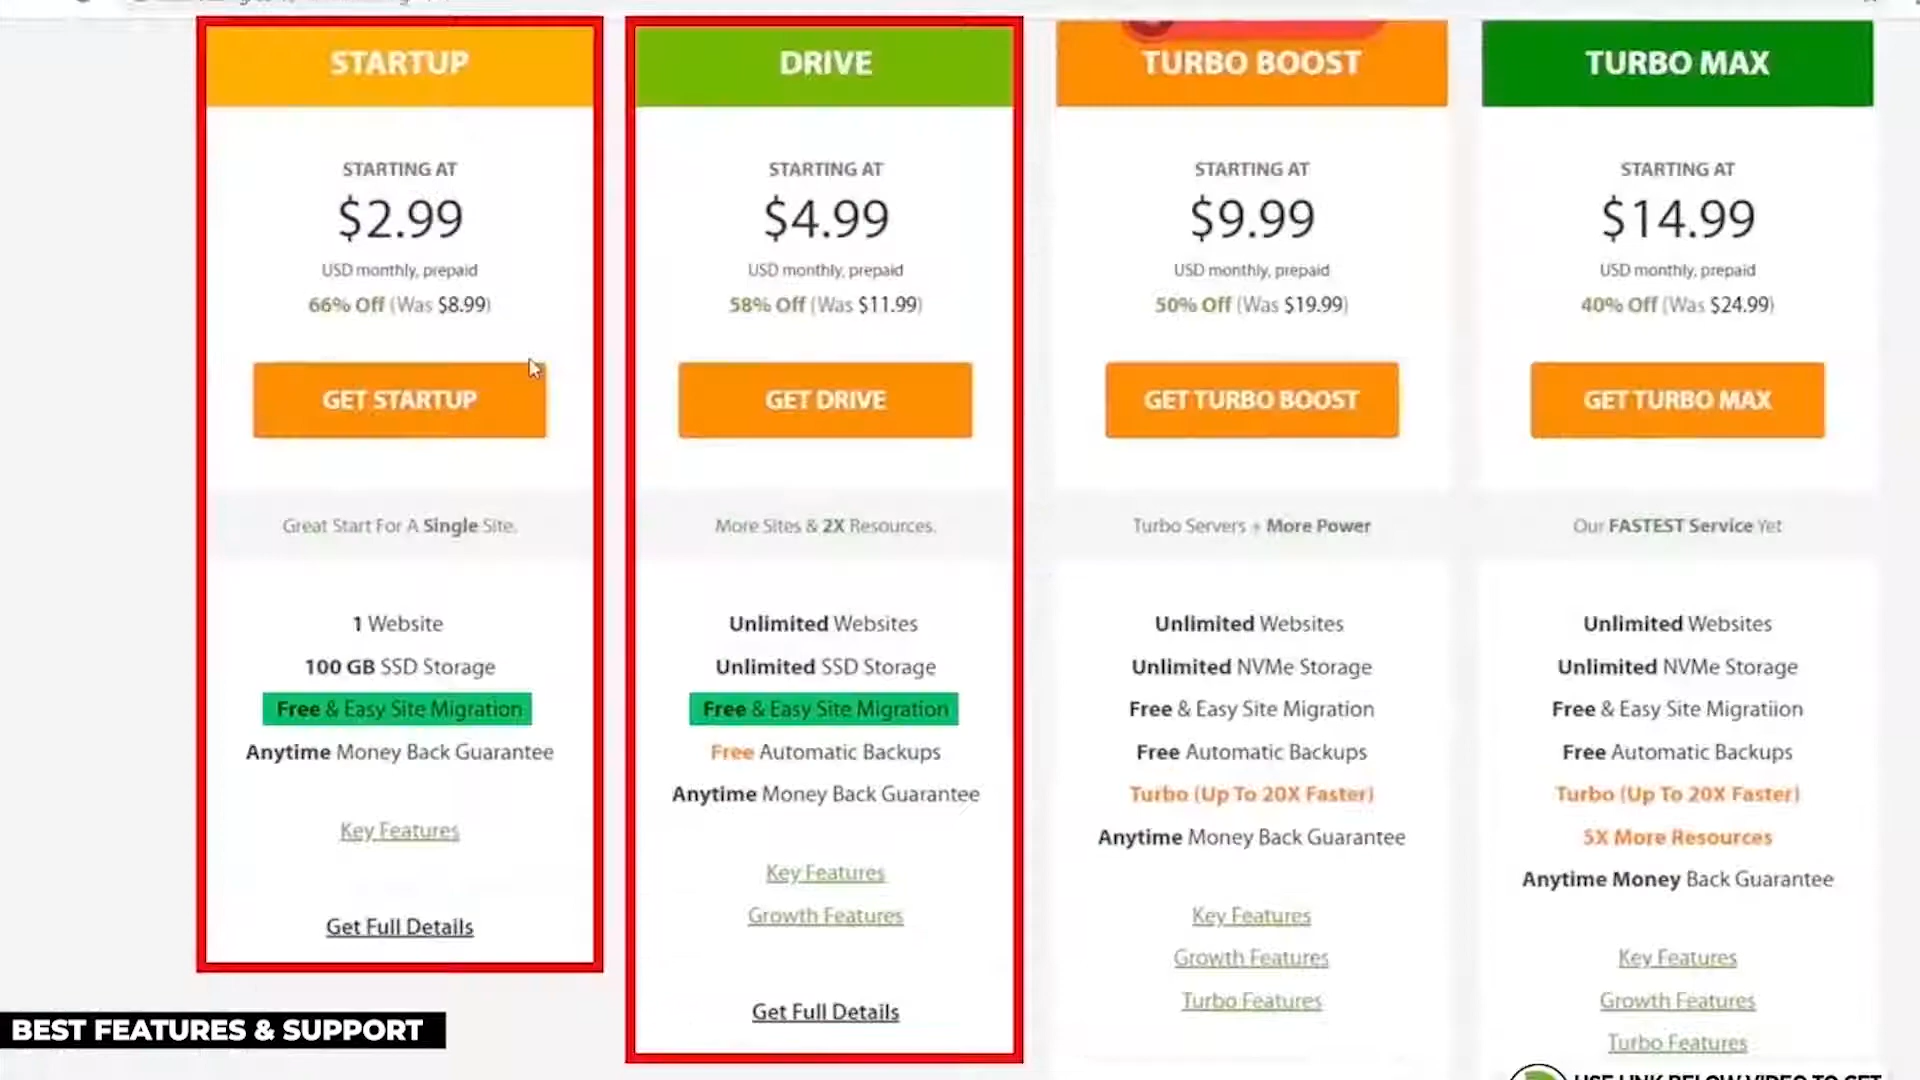 STARTUP
STARTING AT
$2.99
USD monthly, prepaid
66% Off (Was $8.99)
GET STARTUP
Great Start For A Single Site.
1 Website
100 GB SSD Storage
Free & Easy Site Migration
Anytime Money Back Guarantee
Key Features
Get Full Details
DRIVE
STARTING AT
$4.99
USD monthly, prepaid
58% Off (Was $11.99)
GET DRIVE
More Sites & 2X Resources.
Unlimited Websites
Unlimited SSD Storage
Free & Easy Site Migration
Free Automatic Backups
Anytime Money Back Guarantee
Key Features
Growth Features
Get Full Details
TURBO BOOST
STARTING AT
$9.99
USD monthly, prepaid
50% Off (Was $19.99)
GET TURBO BOOST
Turbo Servers + More Power
Unlimited Websites
Unlimited NVMe Storage
Free & Easy Site Migration
Free Automatic Backups
Turbo (Up To 20X Faster)
Anytime Money Back Guarantee
Key Features
Growth Features
Turbo Features
TURBO MAX
STARTING AT
$14.99
USD monthly, prepaid
40% Off (Was $24.99)
GET TURBO MAX
Our FASTEST Service Yet
Unlimited Websites
Unlimited NVMe Storage
Free & Easy Site Migratiion
Free Automatic Backups
Turbo (Up To 20X Faster)
5X More Resources
Anytime Money Back Guarantee
Key Features
Growth Features
Turbo Features
BEST FEATURES & SUPPORT
USE LINK BELOW VIDEO TO GET